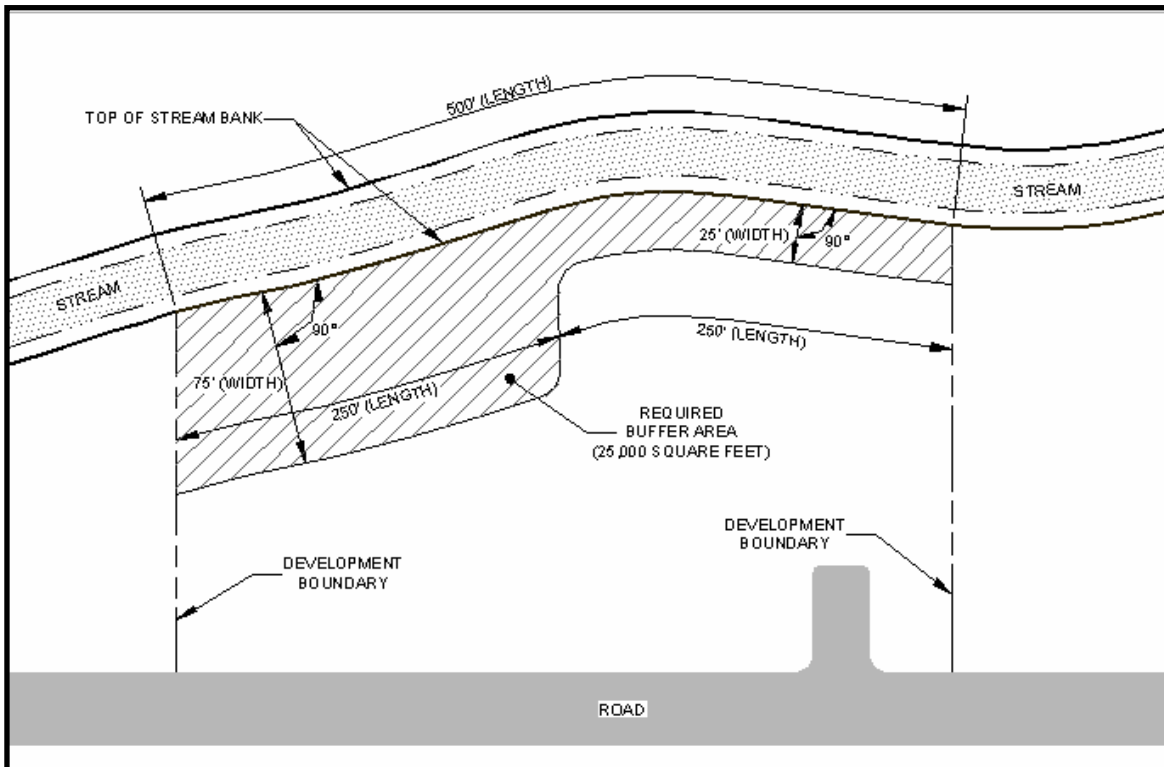 500' (LENGTH)
TOP OF STREAM BANK
STREAM
25' (WIDTH)
90°
STREAM
90°
250' (LENGTH)
75' (WIDTH)
250' (LENGTH)
REQUIRED
BUFFER AREA
(25,000 SQUARE FEET)
DEVELOPMENT
BOUNDARY
DEVELOPMENT
BOUNDARY
ROAD